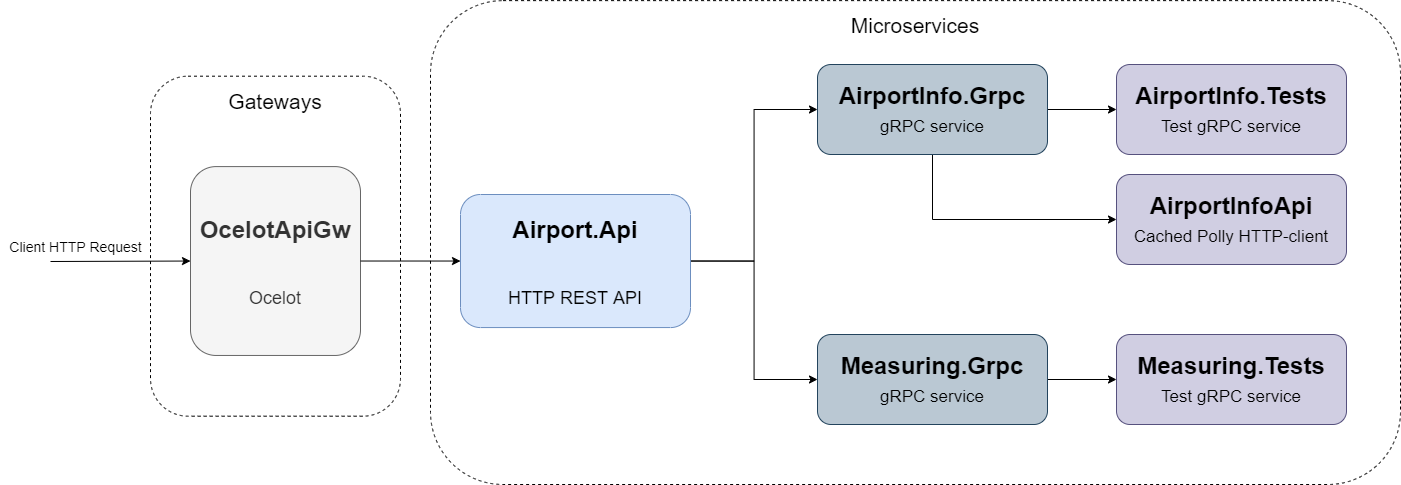 Microservices
Gateways
Client HTTP Request
OcelotApiGw
Ocelot
Airport.Api
HTTP REST API
AirportInfo.Grpc
gRPC service
AirportInfo.Tests
Test gRPC service
AirportInfoApi
Cached Polly HTTP-client
Measuring.Grpc
gRPC service
Measuring.Tests
Test gRPC service